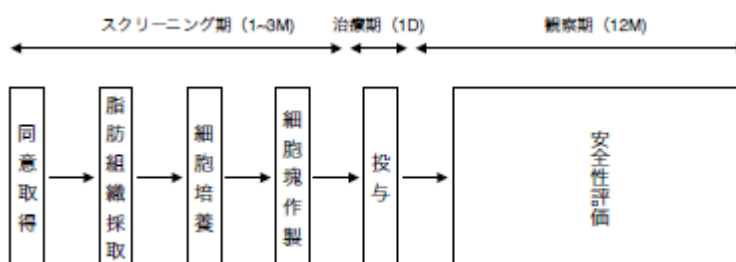 スクリーニング期（1~3M）
治療期（1D）
観察期（12M）
同意取得
脂肪組織採取
細胞培養
細胞塊作製
投与
安全性評価